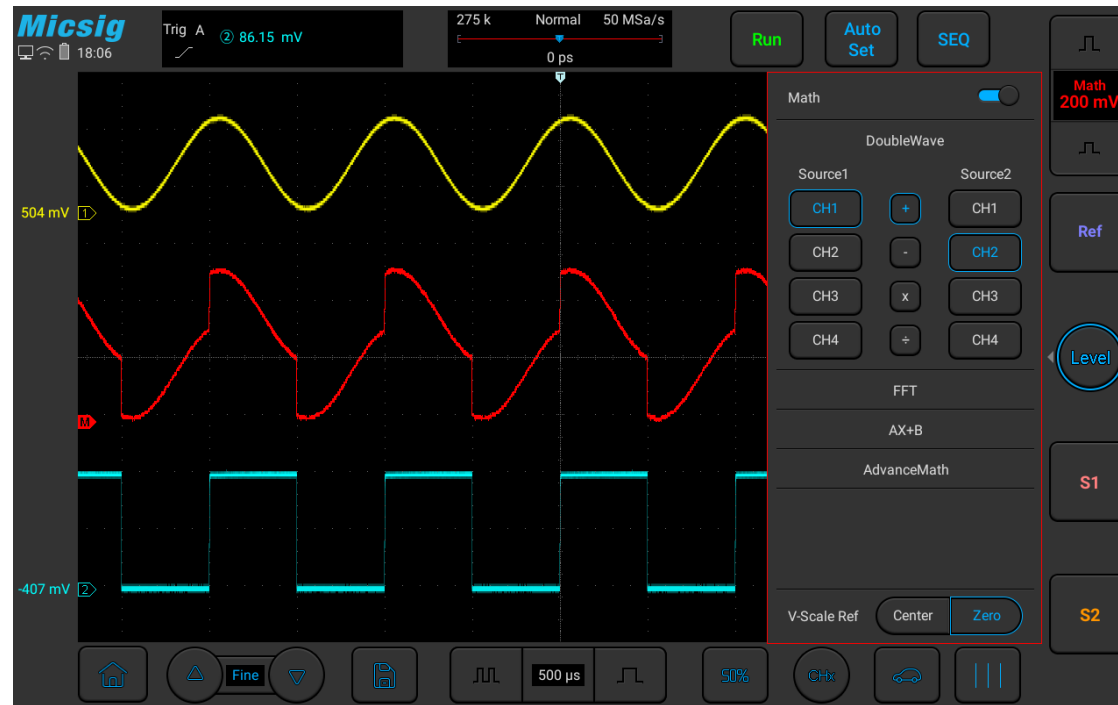 Micsig
18:06
Trig A
② 86.15 mV
275 k Normal 50 MSa/s
0 ps
Run
Auto Set
SEQ
T
Math
200 mV
Math
DoubleWave
Source1 Source2
CH1 + CH1
CH2 - CH2
CH3 x CH3
CH4 ÷ CH4
FFT
AX+B
AdvanceMath
V-Scale Ref Center Zero
504 mV 1
M
-407 mV 2
Ref
Level
S1
S2
Fine
500 µs
50%
CHx